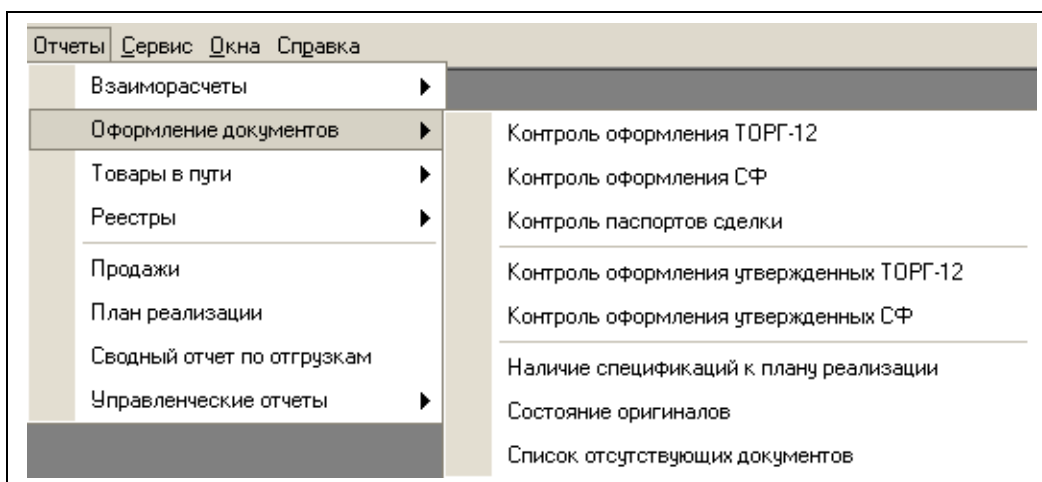 Отчеты Сервис Окна Справка
Взаиморасчеты
Оформление документов
Товары в пути
Реестры
Продажи
План реализации
Сводный отчет по отгрузкам
Управленческие отчеты
Контроль оформления ТОРГ-12
Контроль оформления СФ
Контроль паспортов сделки
Контроль оформления утвержденных ТОРГ-12
Контроль оформления утвержденных СФ
Наличие спецификаций к плану реализации
Состояние оригиналов
Список отсутствующих документов